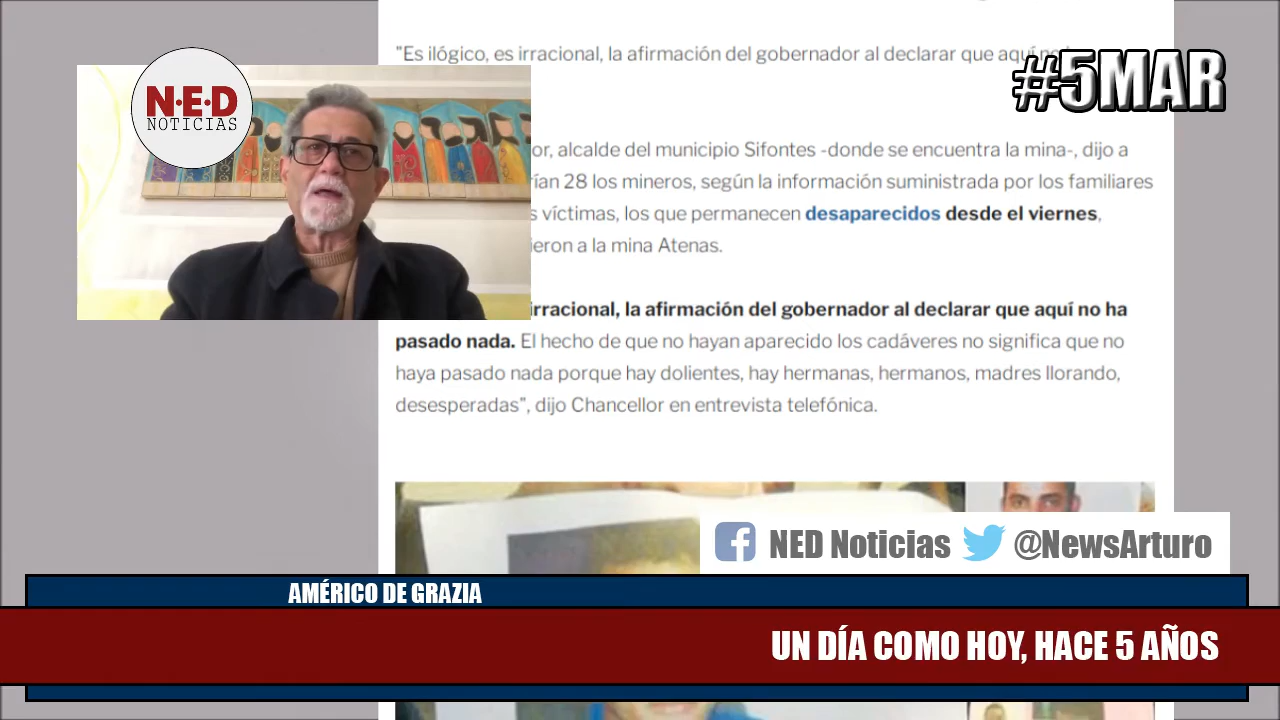 "Es ilógico, es irracional, la afirmación del gobernador al declarar que aquí no
#5MAR
N·E·D
NOTICIAS
or, alcalde del municipio Sifontes -donde se encuentra la mina-, dijo a
rían 28 los mineros, según la información suministrada por los familiares
s víctimas, los que permanecen desaparecidos desde el viernes,
ieron a la mina Atenas.
irracional, la afirmación del gobernador al declarar que aquí no ha
pasado nada. El hecho de que no hayan aparecido los cadáveres no significa que no
haya pasado nada porque hay dolientes, hay hermanas, hermanos, madres llorando,
desesperadas", dijo Chancellor en entrevista telefónica.
NED Noticias @NewsArturo
AMÉRICO DE GRAZIA
UN DÍA COMO HOY, HACE 5 AÑOS